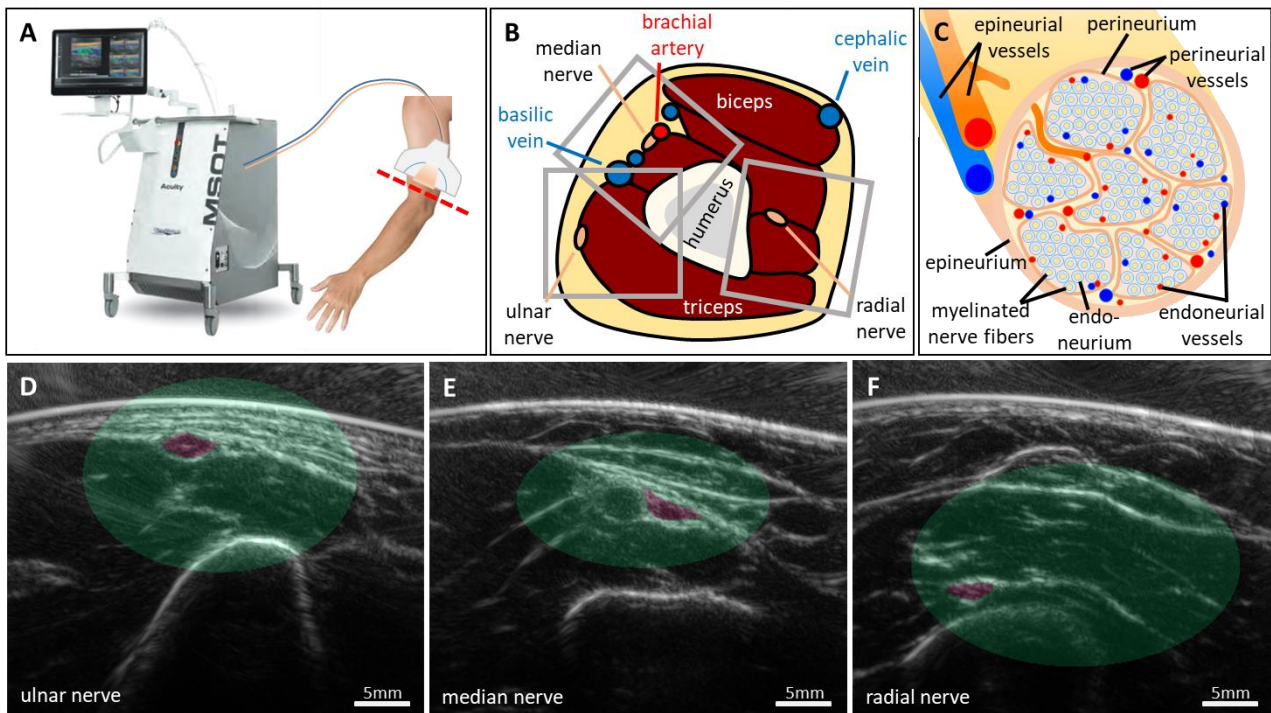 A
Acuity
MSOT
B
median
nerve
brachial
artery
cephalic
vein
basilic
vein
biceps
humerus
triceps
ulnar
nerve
radial
nerve
C
epineurial
vessels
perineurium
perineurial
vessels
epineurium
myelinated
nerve fibers
endo-
neurium
endoneurial
vessels
D
ulnar nerve
5mm
E
median nerve
5mm
F
radial nerve
5mm